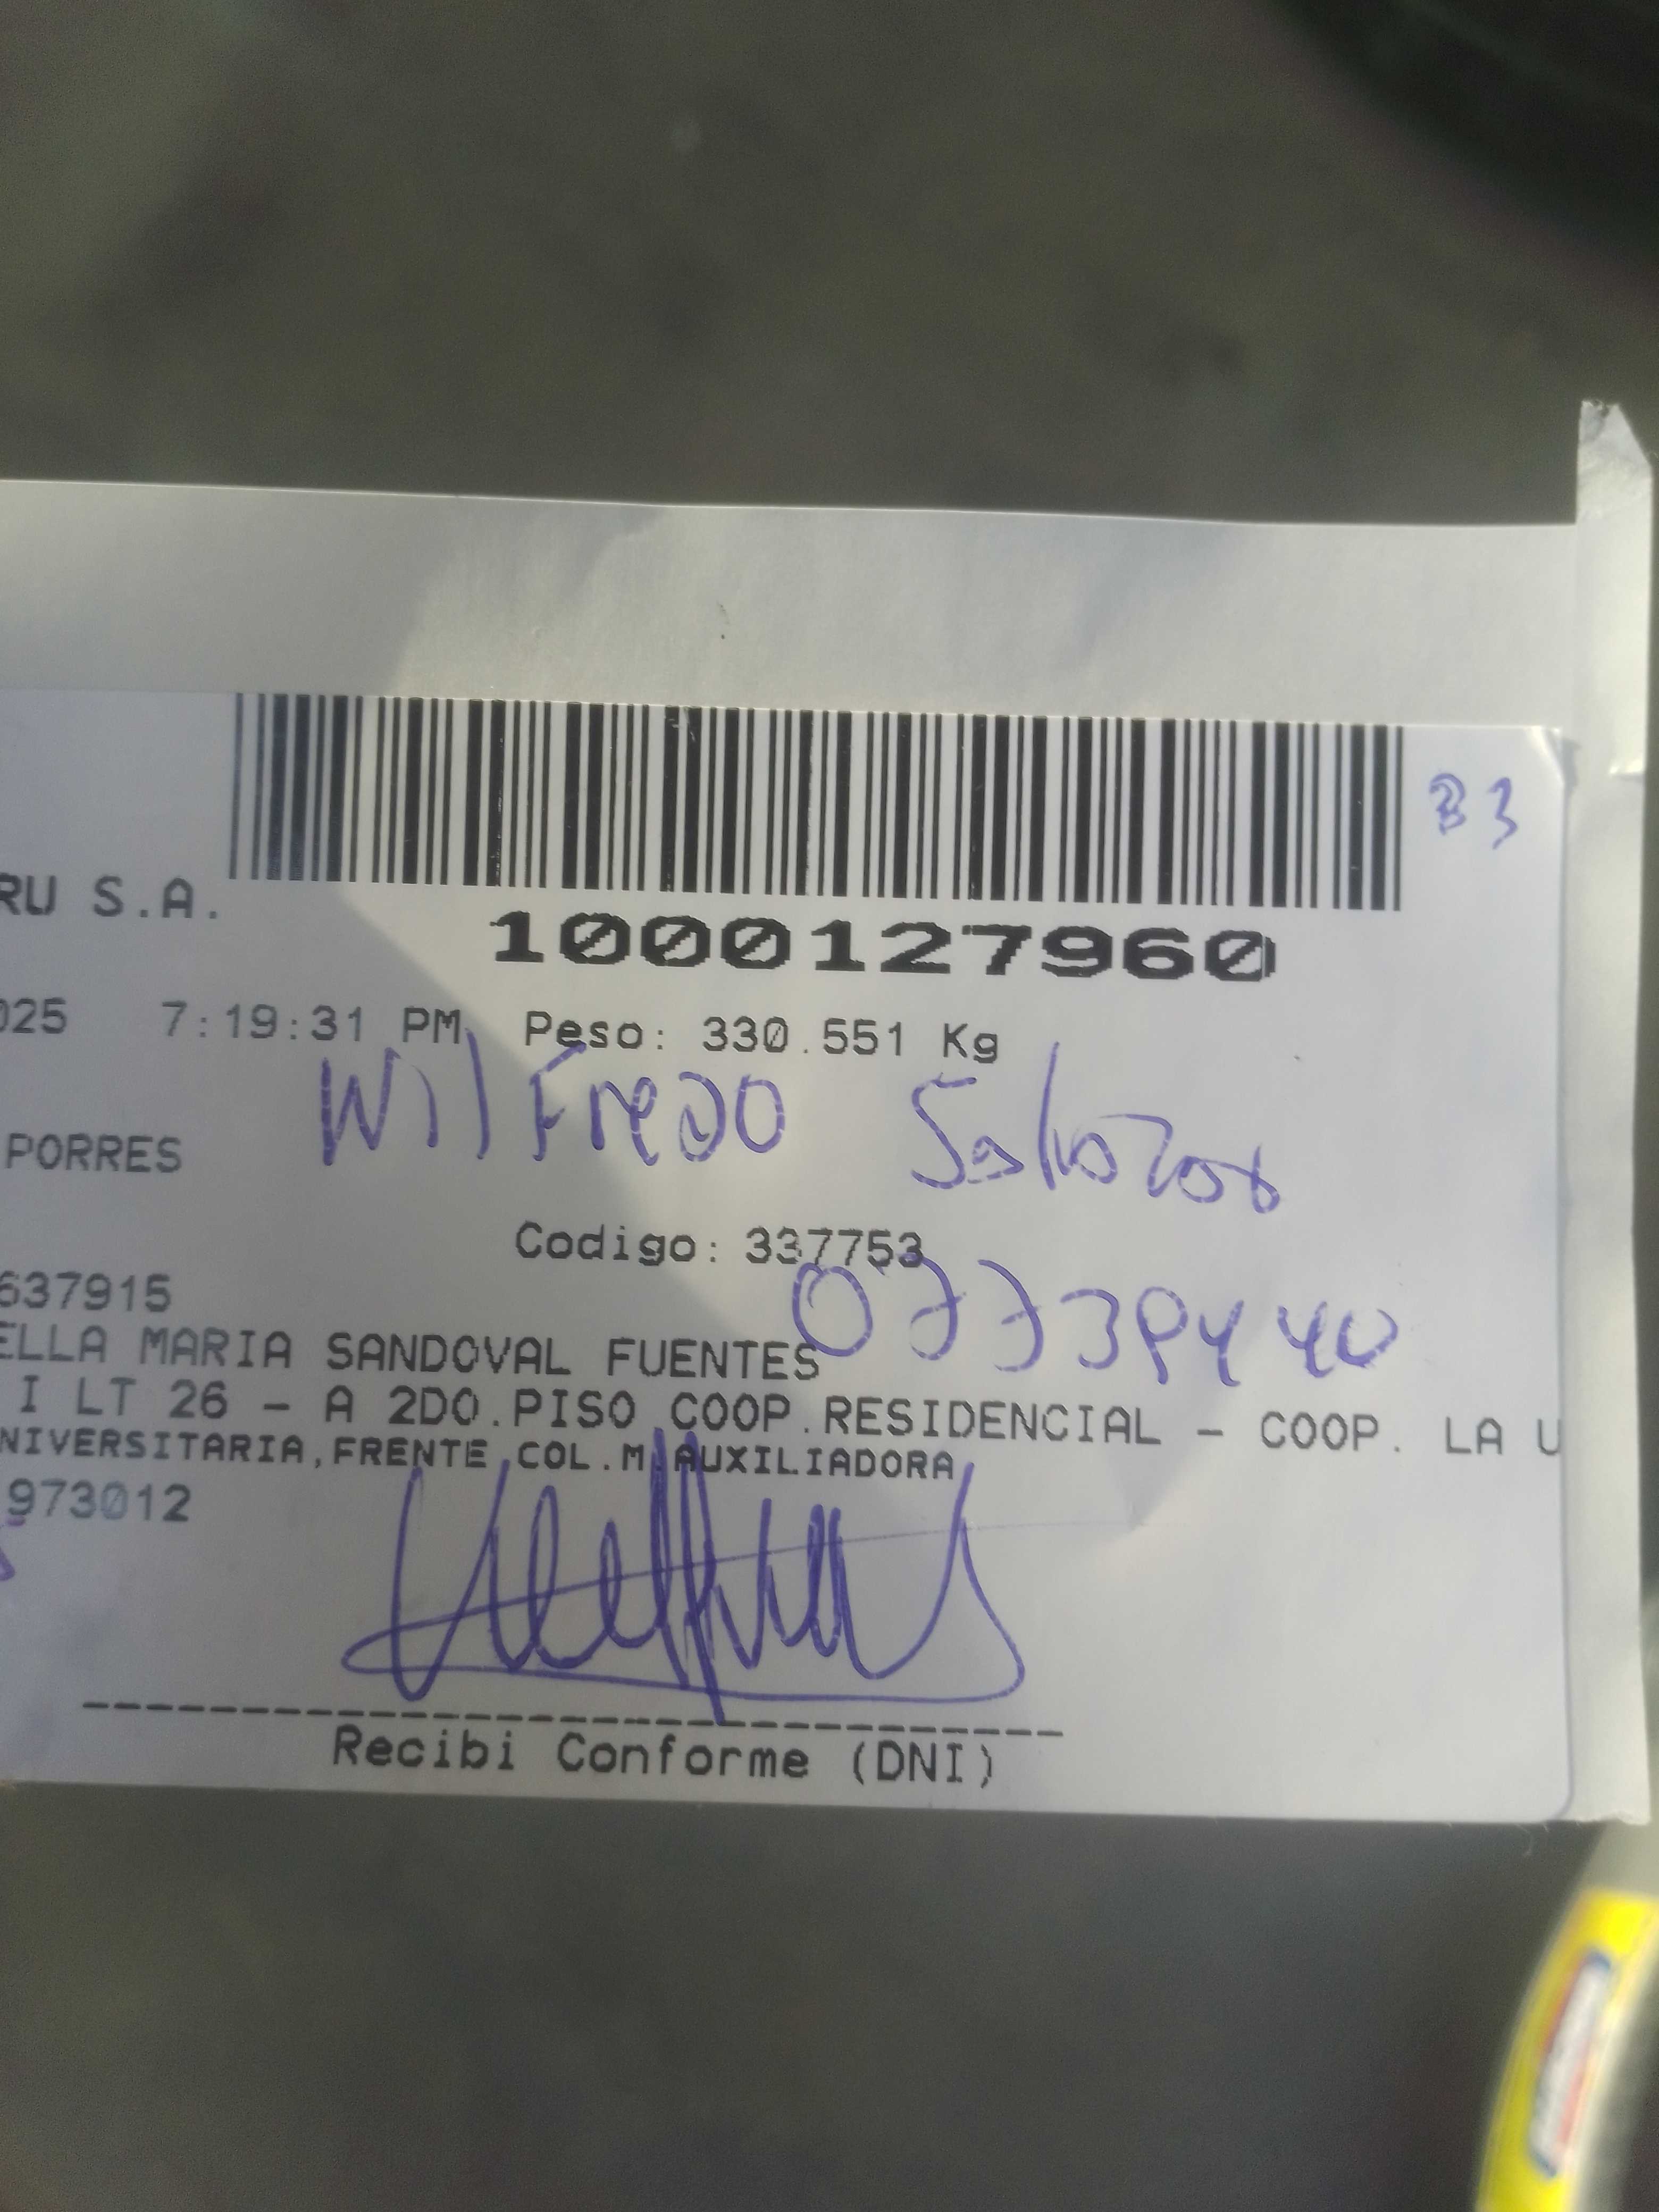 33
RU S.A.
1000127960
025 7:19:31 PM Peso: 330.551 Kg
Wilfredo Salazar
PORRES
Codigo: 337753
637915
07739440
ELLA MARIA SANDOVAL FUENTES
I LT 26 - A 2DO.PISO COOP.RESIDENCIAL - COOP. LA U
NIVERSITARIA,FRENTE COL.M AUXILIADORA
973012
Recibi Conforme (DNI)